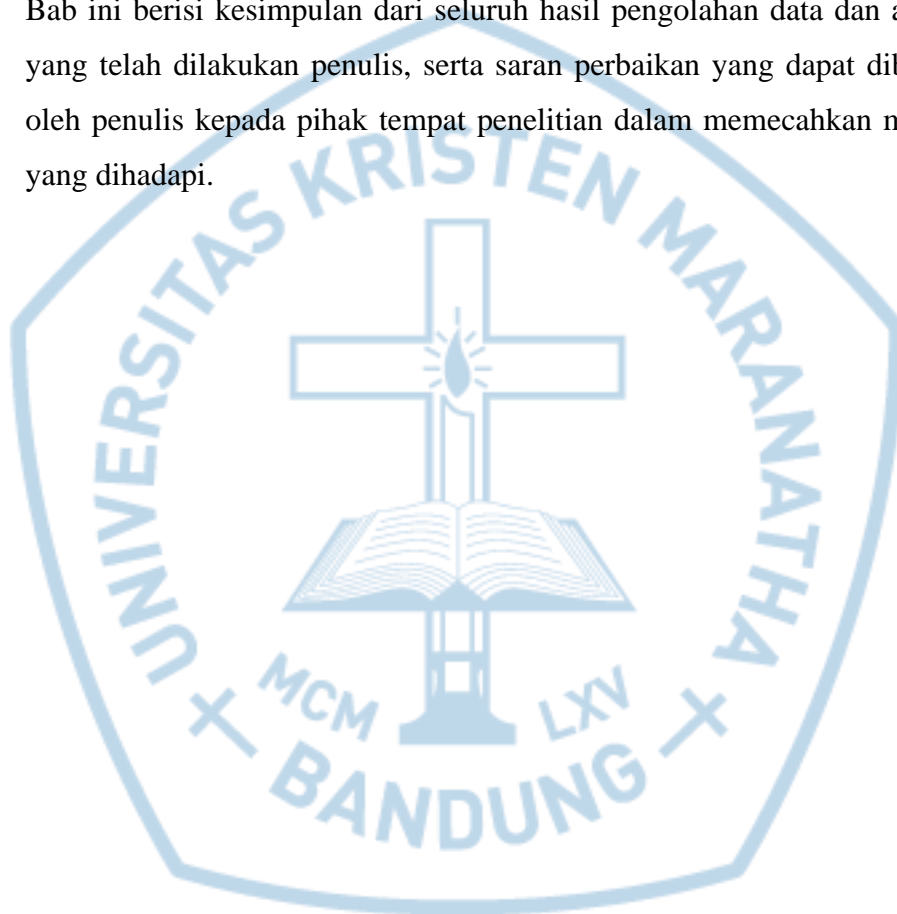 Bab ini berisi kesimpulan dari seluruh hasil pengolahan data dan
yang telah dilakukan penulis, serta saran perbaikan yang dapat
oleh penulis kepada pihak tempat penelitian dalam memecahkan
yang dihadapi.
UNIVERSITAS KRISTEN MARANATHA
MCM LXV
BANDUNG